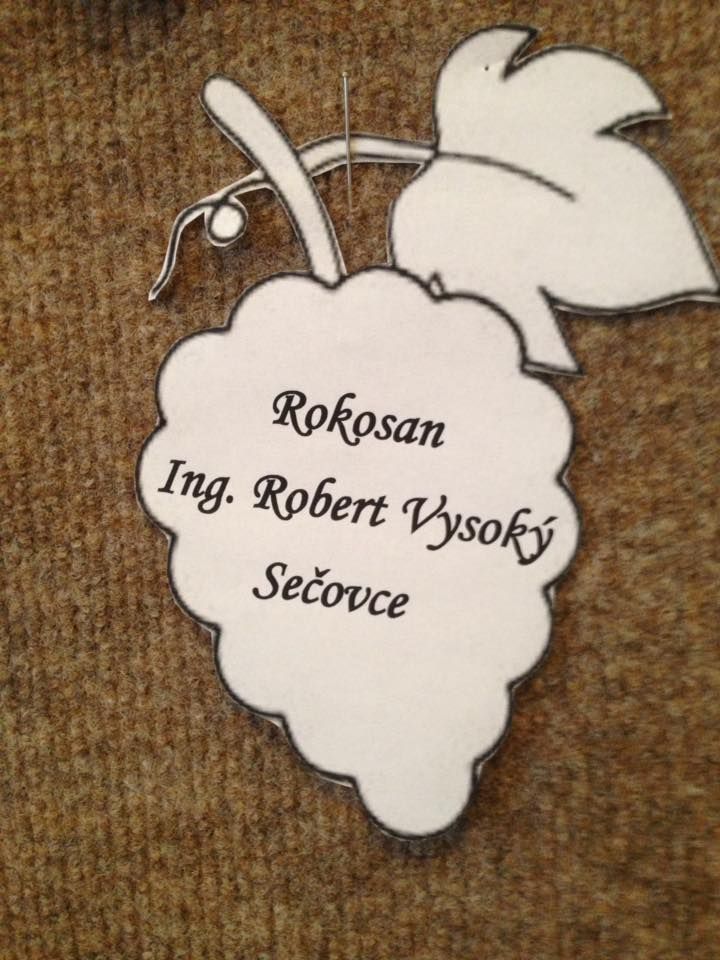 Rokosan
Ing. Robert Vysoký
Sečovce